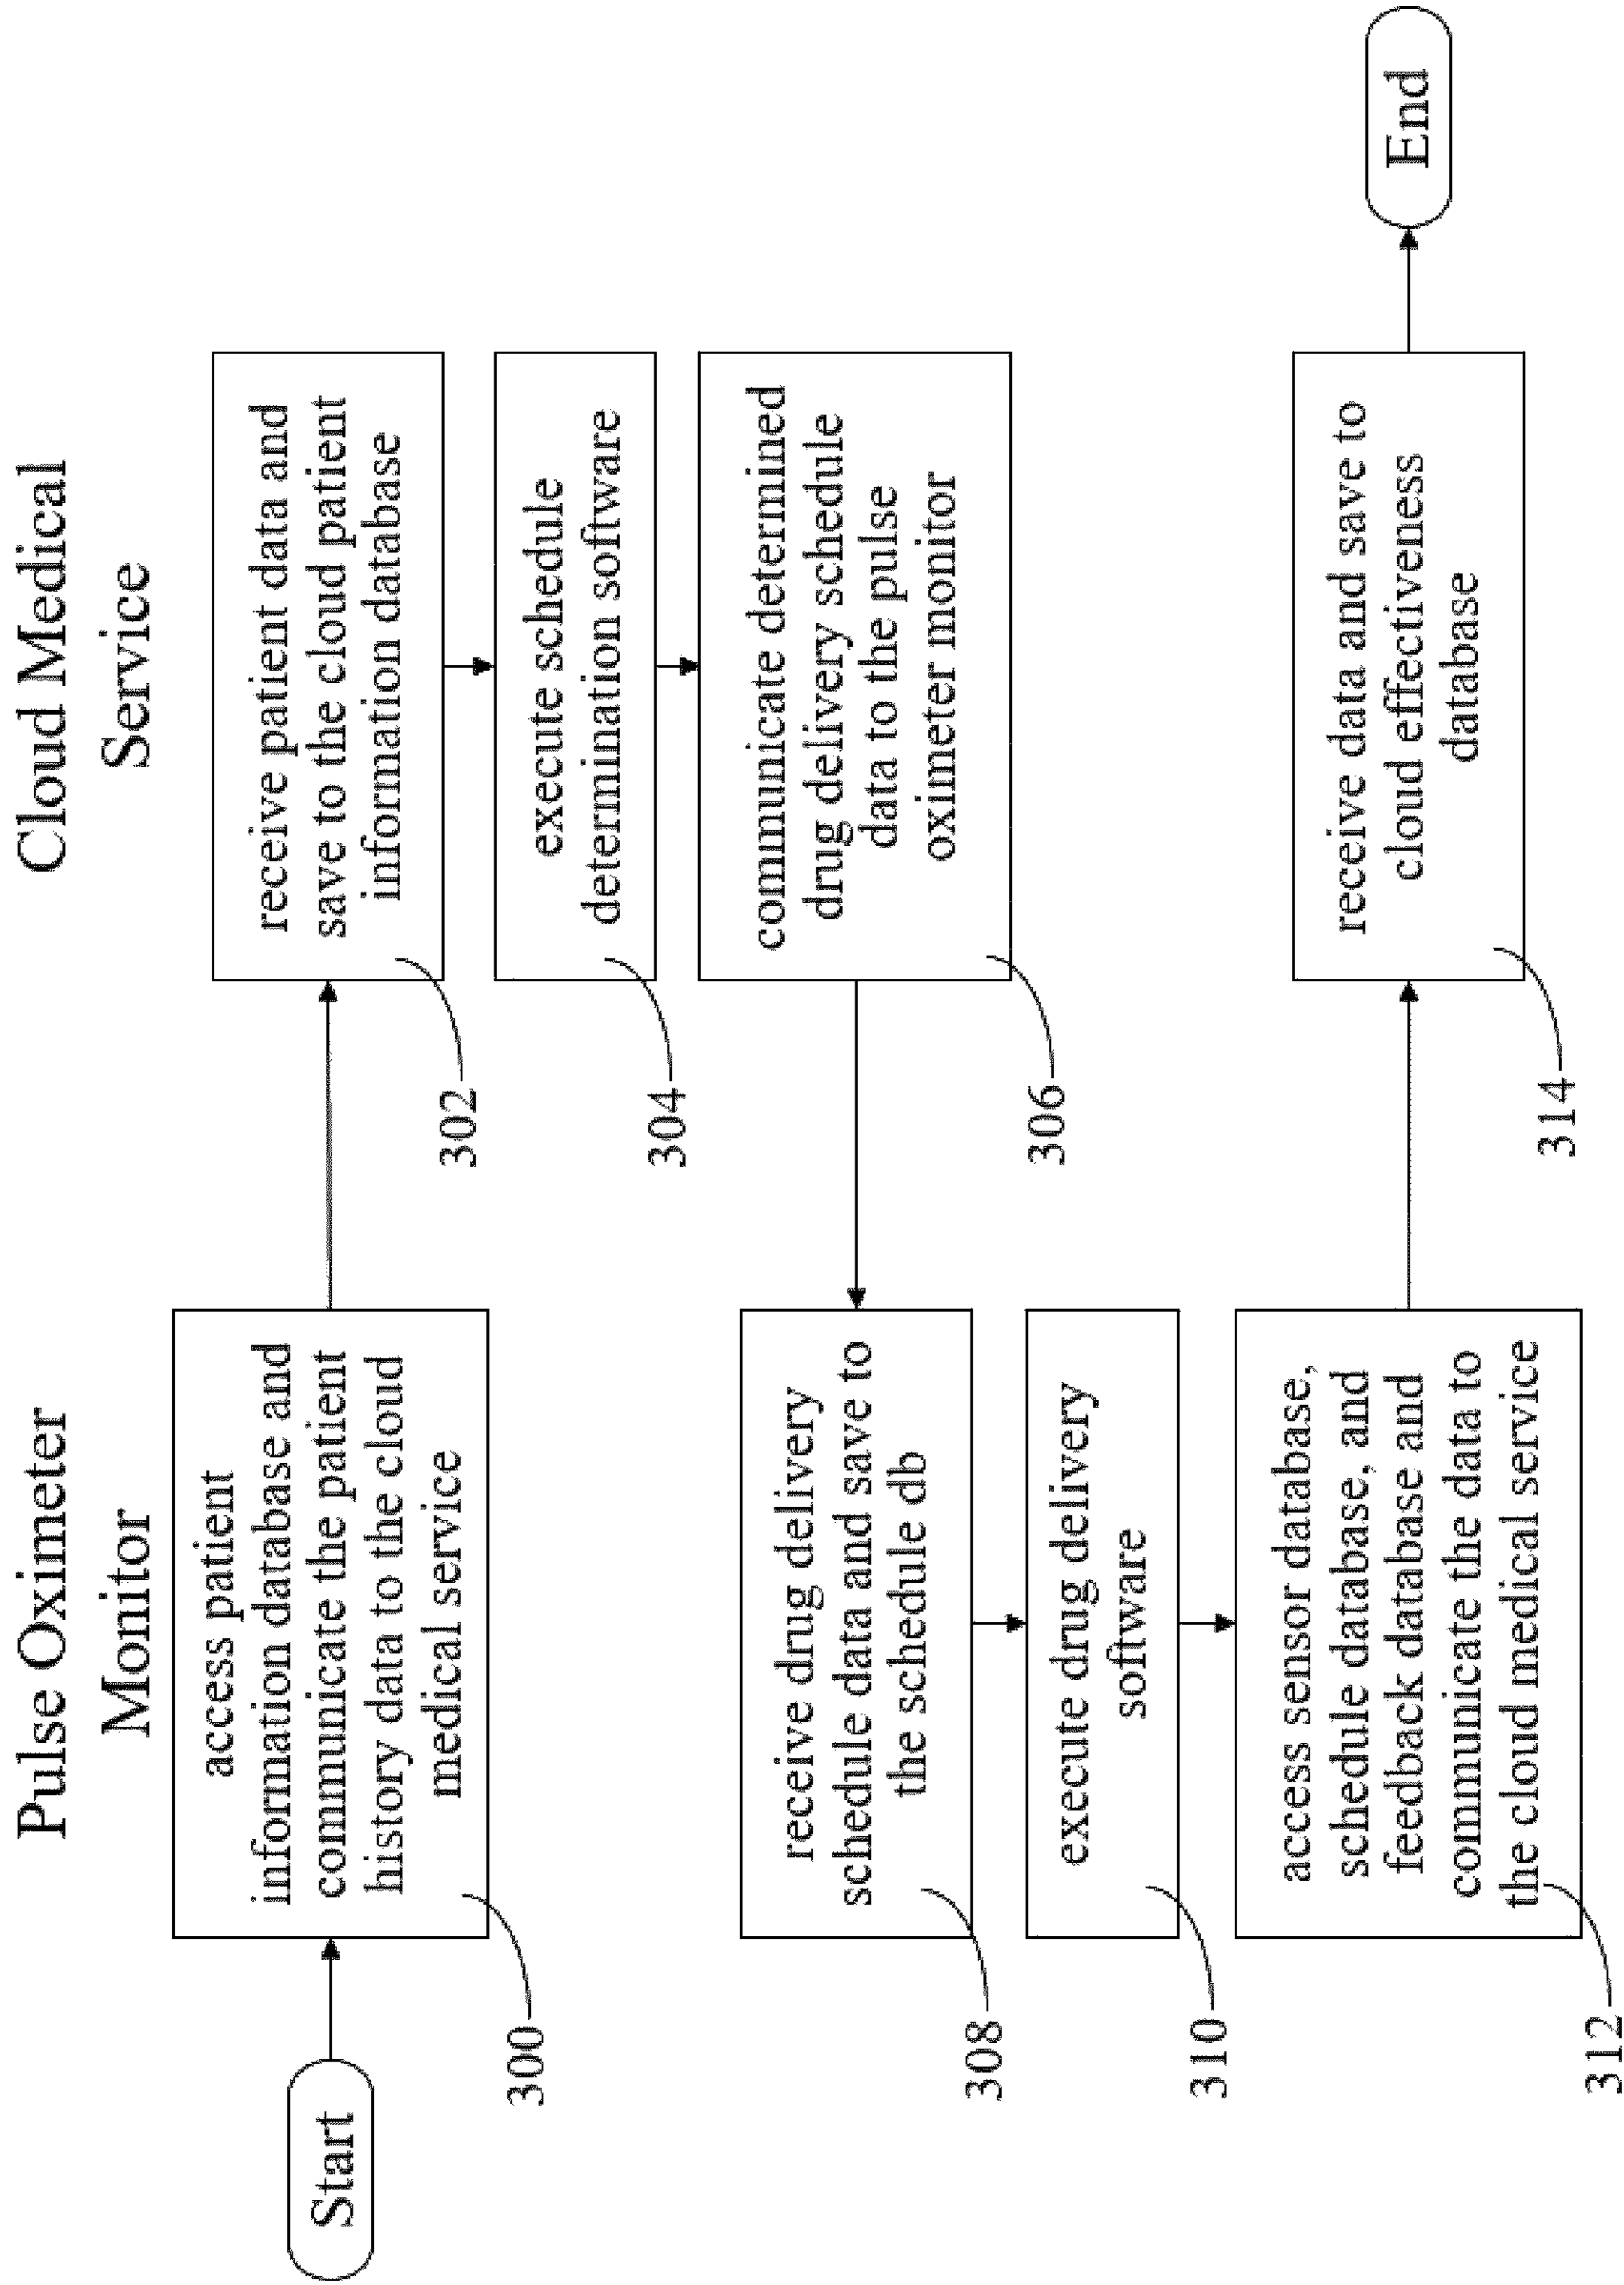 Pulse Oximeter
Monitor
Cloud Medical
Service
Start
access patient
information database and
communicate the patient
history data to the cloud
medical service
300
receive patient data and
save to the cloud patient
information database
302
execute schedule
determination software
304
communicate determined
drug delivery schedule
data to the pulse
oximeter monitor
306
receive drug delivery
schedule data and save to
the schedule db
308
execute drug delivery
software
310
access sensor database,
schedule database, and
feedback database and
communicate the data to
the cloud medical service
312
receive data and save to
cloud effectiveness
database
314
End